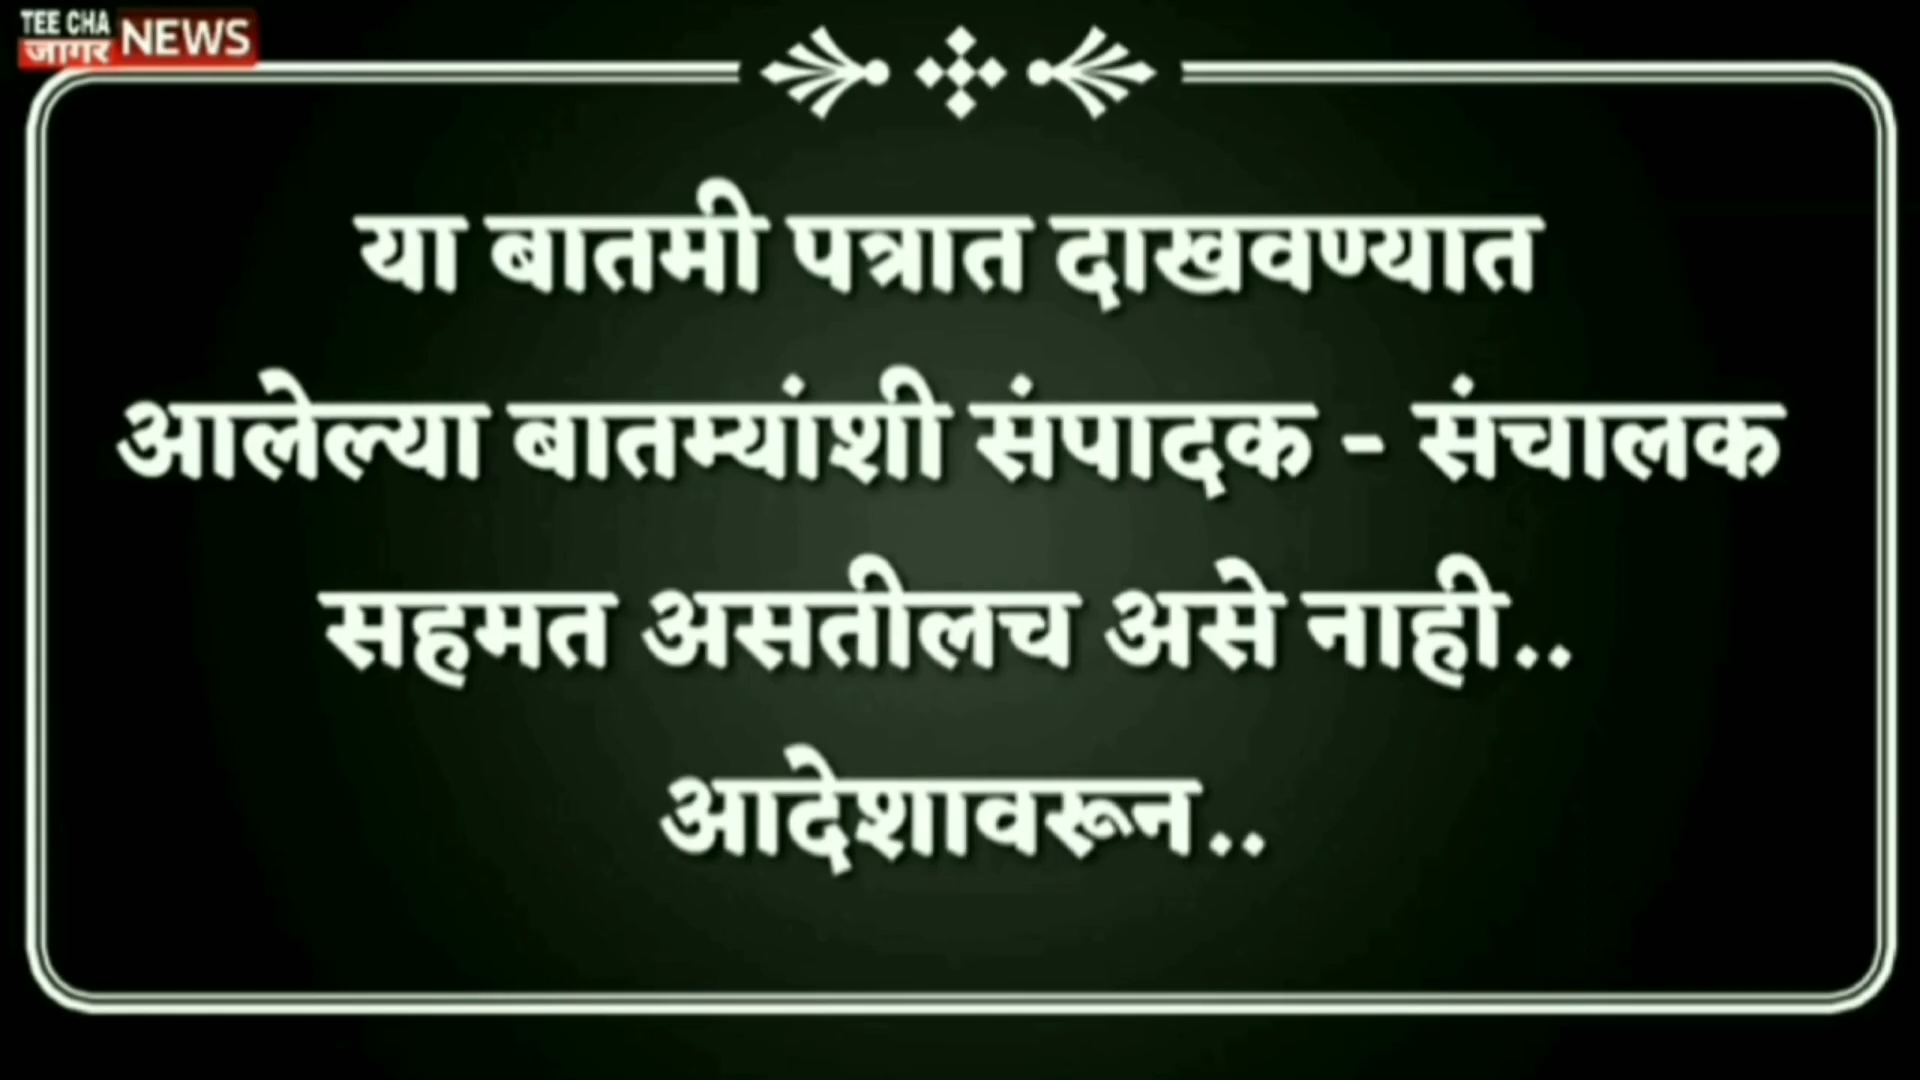 TEE CHA
जागर NEWS
या बातमी पत्रात दाखवण्यात
आलेल्या बातम्यांशी संपादक - संचालक
सहमत असतीलच असे नाही..
आदेशावरून..